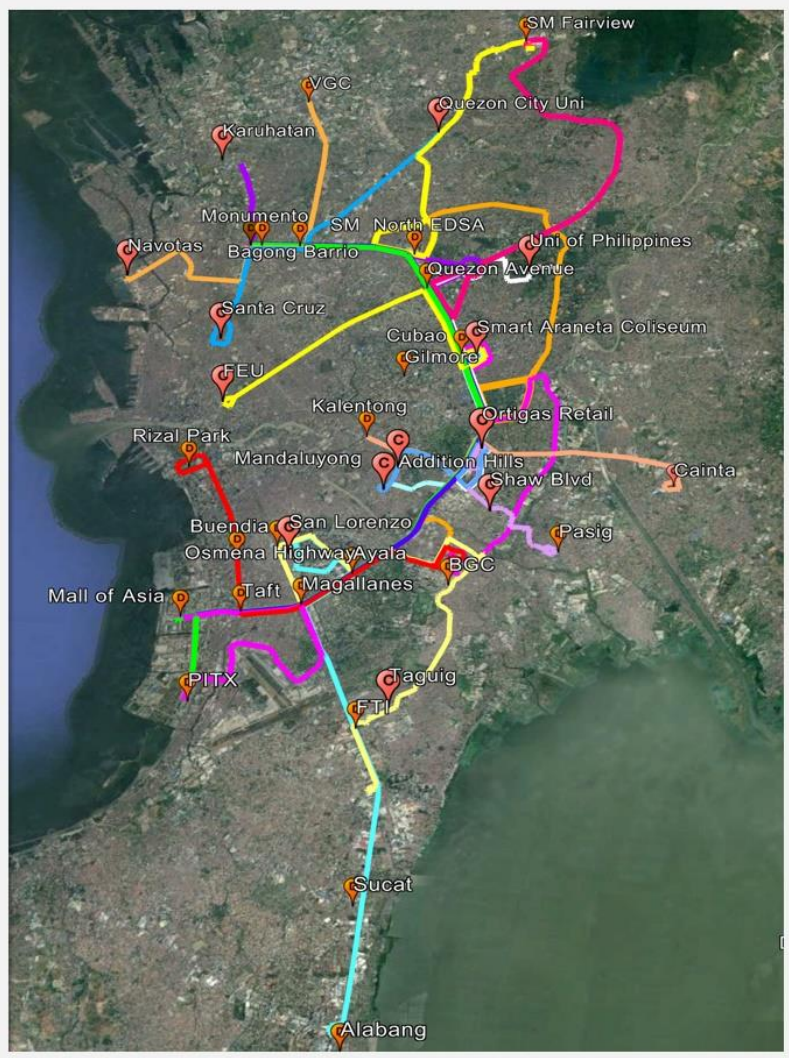 SM Fairview
VGC
Quezon City Uni
Karuhatan
Monumento
SM North EDSA
Bagong Barrio
Uni of Philippines
Navotas
Quezon Avenue
Santa Cruz
Smart Araneta Coliseum
Cubao
Gilmore
FEU
Kalentong
Ortigas Retail
Rizal Park
Mandaluyong
Addition Hills
Cainta
Shaw Blvd
San Lorenzo
Buendia
Pasig
Osmena Highway
Ayala
BGC
Magallanes
Taft
Mall of Asia
Taguig
PITX
FTI
Sucat
Alabang